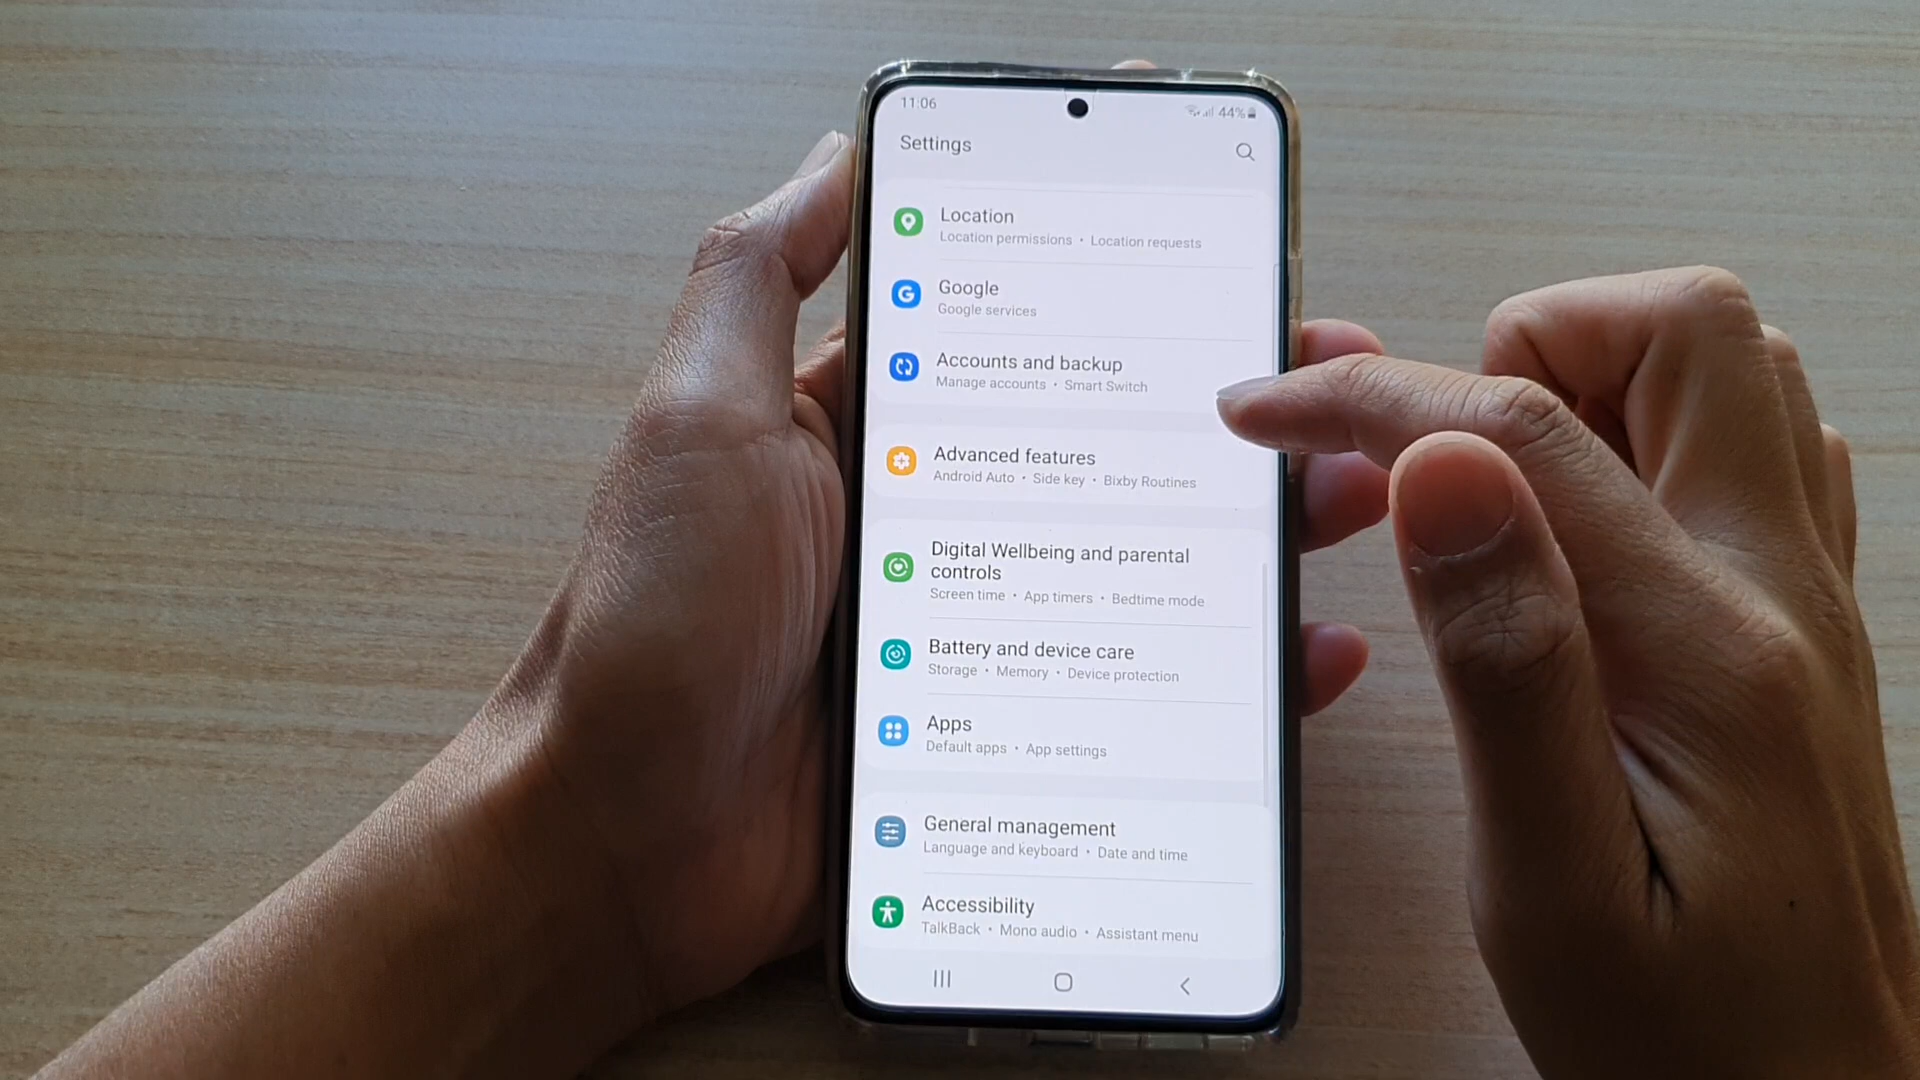 11:06
44%
Settings
Location
Location permissions • Location requests
Google
Google services
Accounts and backup
Manage accounts • Smart Switch
Advanced features
Android Auto • Side key • Bixby Routines
Digital Wellbeing and parental
controls
Screen time • App timers • Bedtime mode
Battery and device care
Storage • Memory • Device protection
Apps
Default apps • App settings
General management
Language and keyboard • Date and time
Accessibility
TalkBack • Mono audio • Assistant menu